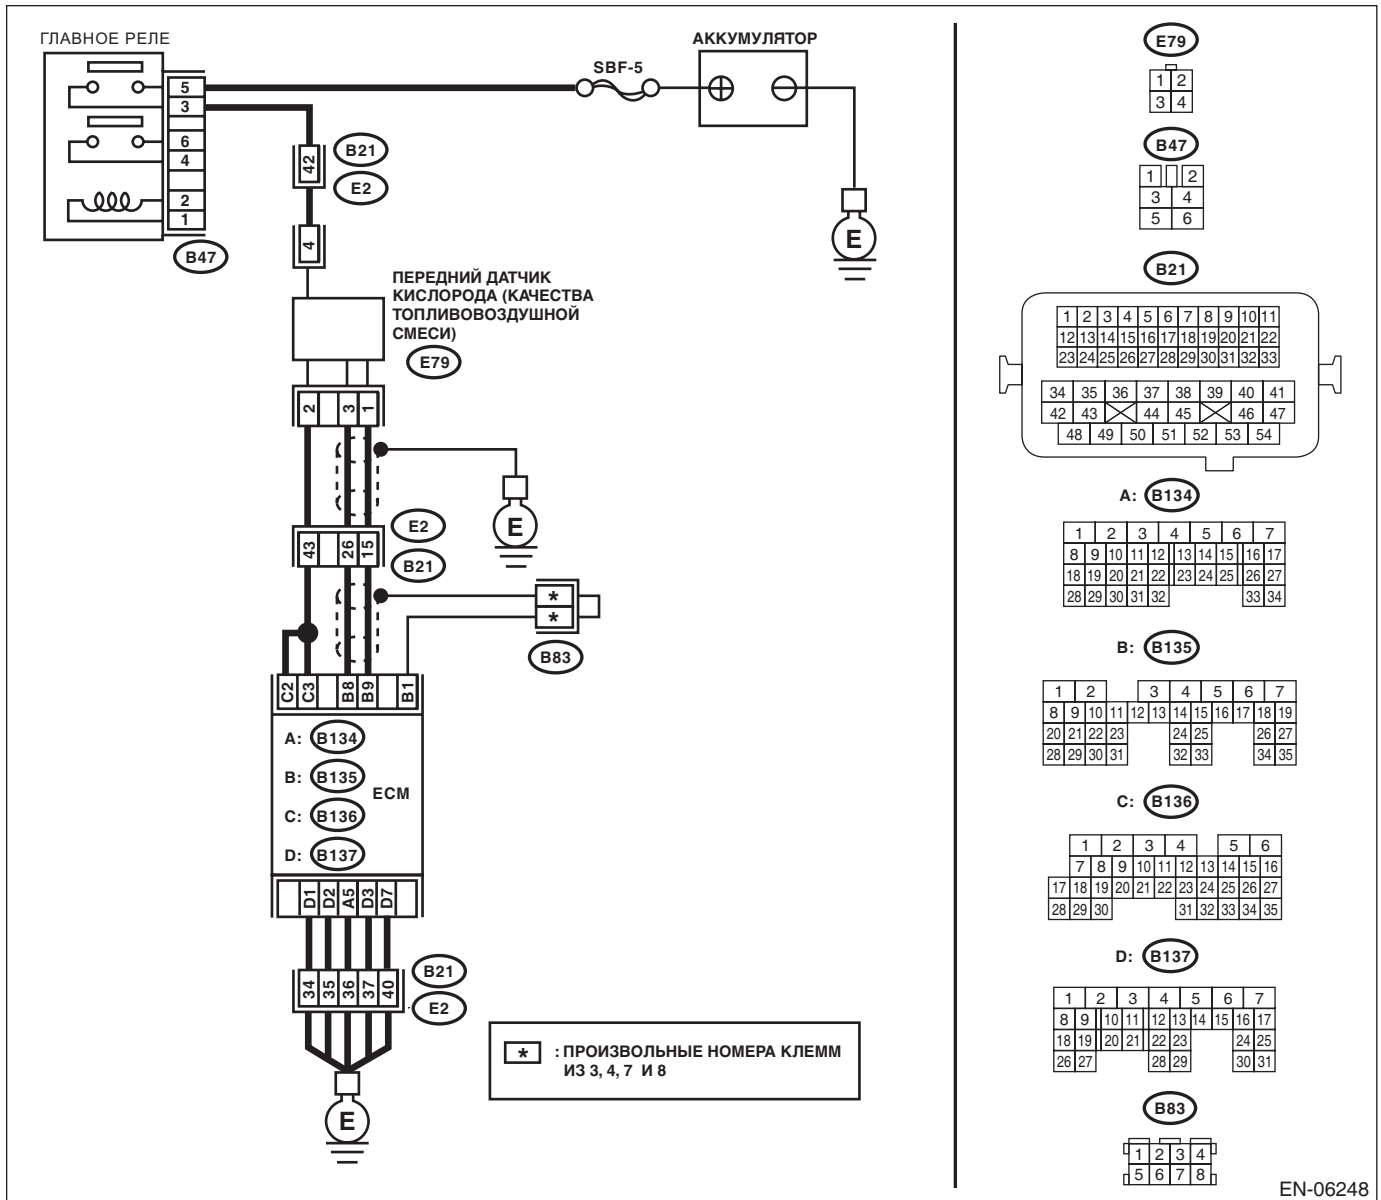 ГЛАВНОЕ РЕЛЕ
5
3
6
4
2
1
B47
SBF-5
АККУМУЛЯТОР
E
42
B21
E2
4
ПЕРЕДНИЙ ДАТЧИК
КИСЛОРОДА (КАЧЕСТВА
ТОПЛИВОВОЗДУШНОЙ
СМЕСИ)
E79
2 3 1
E
43 26 15
E2
B21
*
*
B83
C2 C3 B8 B9 B1
A: B134
B: B135
C: B136
D: B137
ECM
D1 D2 A5 D3 D7
34 35 36 37 40
B21
E2
E
* : ПРОИЗВОЛЬНЫЕ НОМЕРА КЛЕММ
ИЗ 3, 4, 7 И 8
E79
1 2
3 4
B47
1 2
3 4
5 6
B21
1 2 3 4 5 6 7 8 9 10 11
12 13 14 15 16 17 18 19 20 21 22
23 24 25 26 27 28 29 30 31 32 33
34 35 36 37 38 39 40 41
42 43 44 45 46 47
48 49 50 51 52 53 54
A: B134
1 2 3 4 5 6 7
8 9 10 11 12 13 14 15 16 17
18 19 20 21 22 23 24 25 26 27
28 29 30 31 32 33 34
B: B135
1 2 3 4 5 6 7
8 9 10 11 12 13 14 15 16 17 18 19
20 21 22 23 24 25 26 27
28 29 30 31 32 33 34 35
C: B136
1 2 3 4 5 6
7 8 9 10 11 12 13 14 15 16
17 18 19 20 21 22 23 24 25 26 27
28 29 30 31 32 33 34 35
D: B137
1 2 3 4 5 6 7
8 9 10 11 12 13 14 15 16 17
18 19 20 21 22 23 24 25
26 27 28 29 30 31
B83
1 2 3 4
5 6 7 8
EN-06248